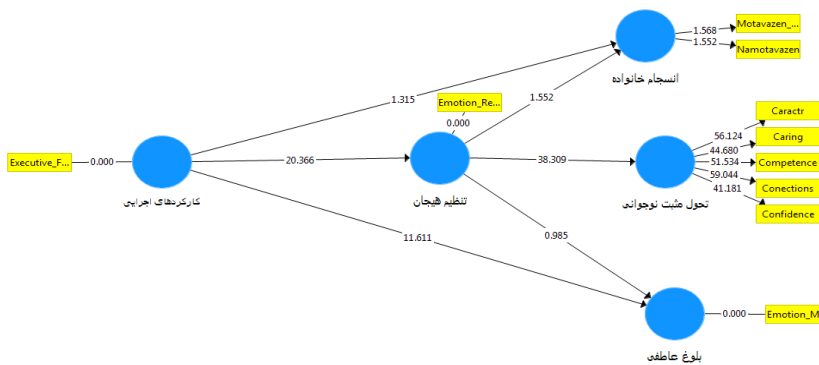 Motavazen_...
1.568
1.552
Namotavazen
انسجام خانواده
1.315
1.552
Emotion_Re...
0.000
Caractr
56.124
Caring
44.680
Executive_F...
0.000
20.366
38.309
51.534
Competence
59.044
Conections
41.181
Confidence
کارکردهای اجرایی
تنظیم هیجان
تحول مثبت نوجوانی
11.611
0.985
0.000
Emotion_M
بلوغ عاطفی